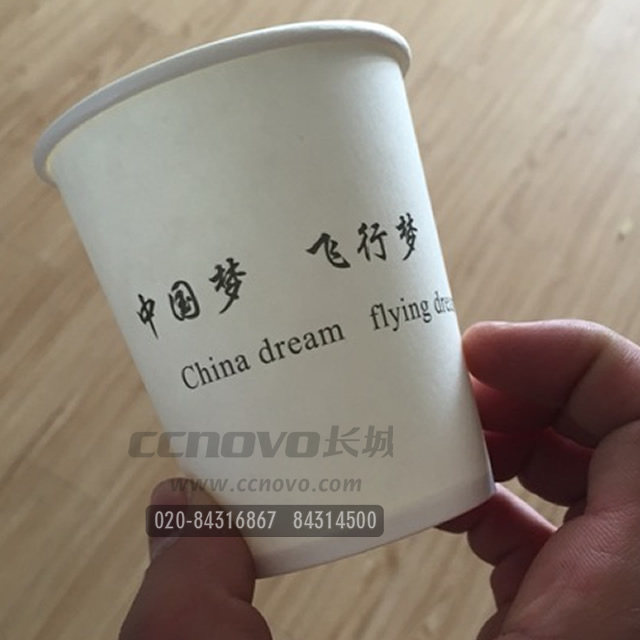 中国梦 飞行梦
China dream flying
ccnovo长城
www.ccnovo.com
020-84316867 84314500